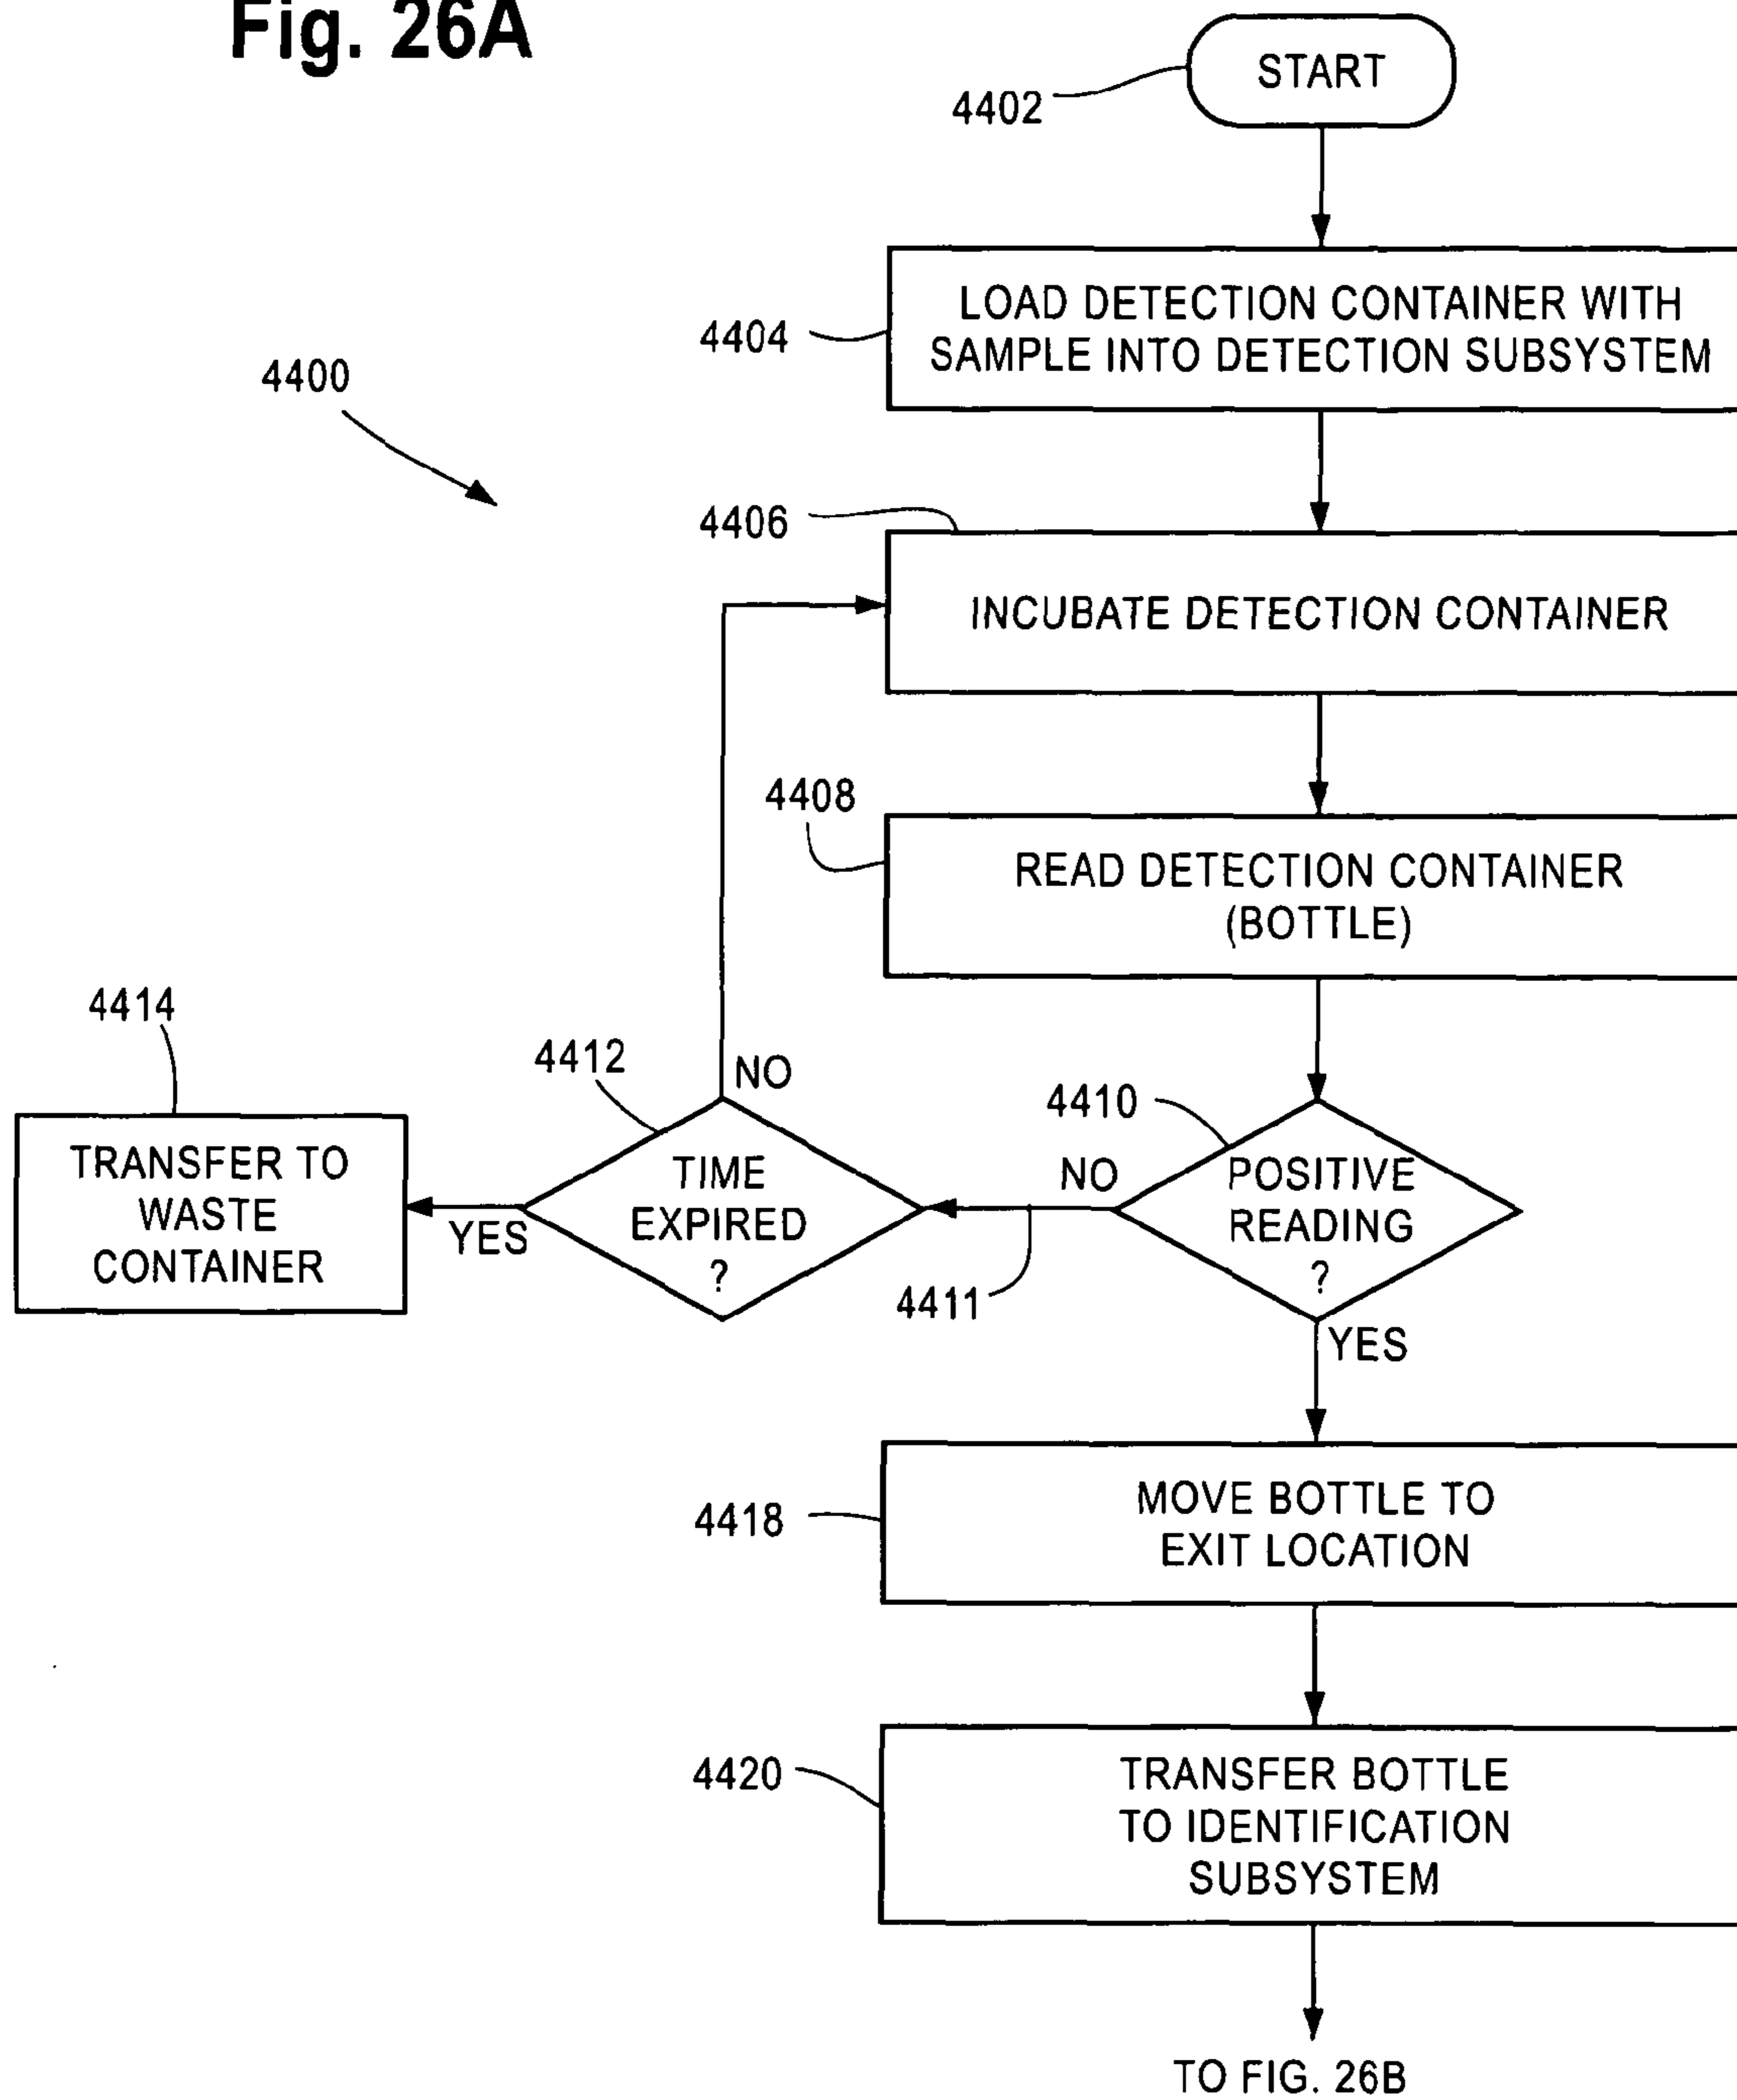 Fig. 26A
START
4402
LOAD DETECTION CONTAINER WITH
SAMPLE INTO DETECTION SUBSYSTEM
4404
4400
4406
INCUBATE DETECTION CONTAINER
4408
READ DETECTION CONTAINER
(BOTTLE)
4414
4412
NO
4410
TRANSFER TO
WASTE
CONTAINER
YES
TIME
EXPIRED
?
NO
4411
POSITIVE
READING
?
YES
4418
MOVE BOTTLE TO
EXIT LOCATION
4420
TRANSFER BOTTLE
TO IDENTIFICATION
SUBSYSTEM
TO FIG. 26B